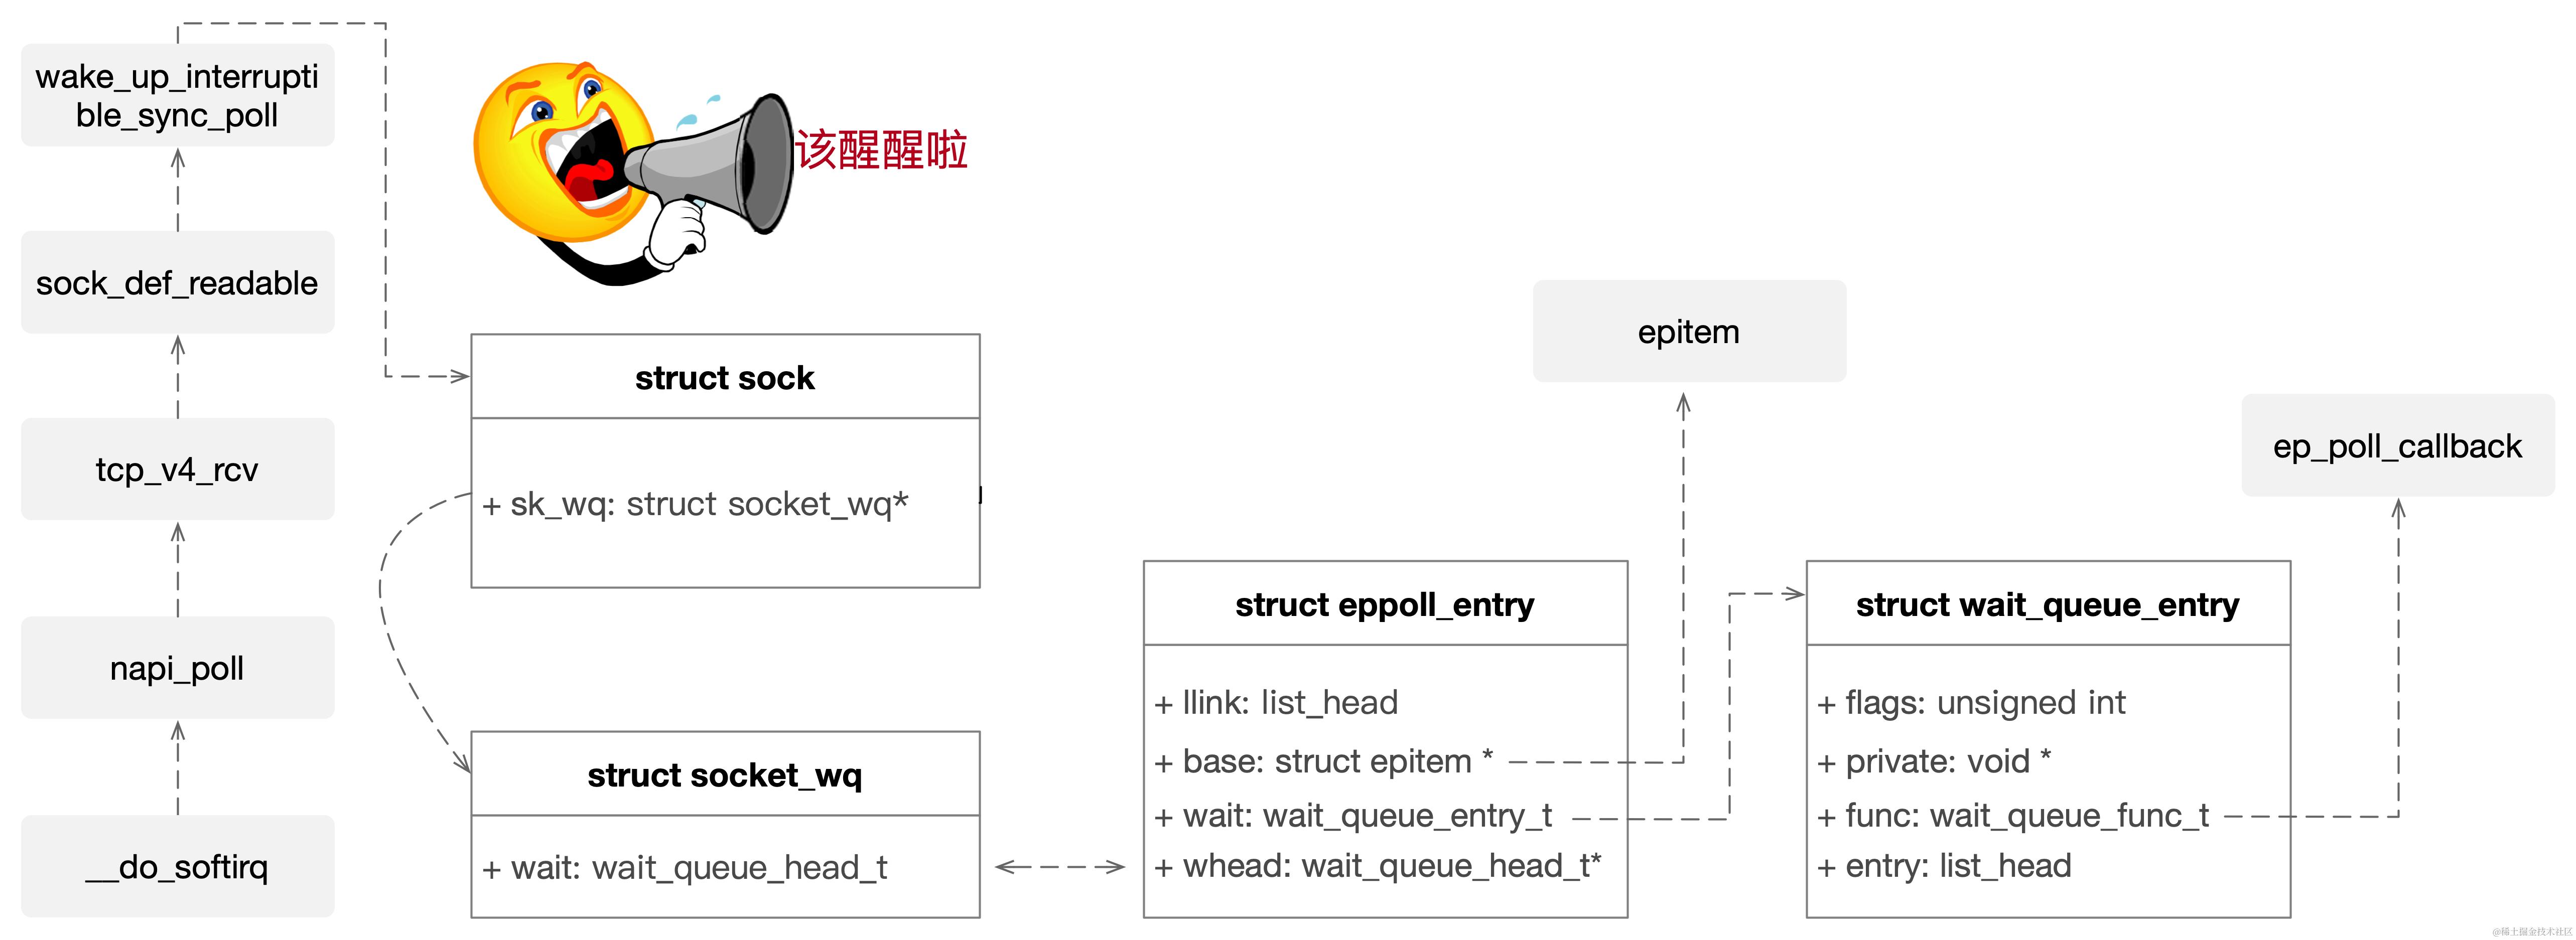 wake_up_interrupti
ble_sync_poll
sock_def_readable
tcp_v4_rcv
napi_poll
__do_softirq
该醒醒啦
struct sock
+ sk_wq: struct socket_wq*
struct socket_wq
+ wait: wait_queue_head_t
epitem
struct eppoll_entry
+ llink: list_head
+ base: struct epitem *
+ wait: wait_queue_entry_t
+ whead: wait_queue_head_t*
ep_poll_callback
struct wait_queue_entry
+ flags: unsigned int
+ private: void *
+ func: wait_queue_func_t
+ entry: list_head
@稀土掘金技术社区